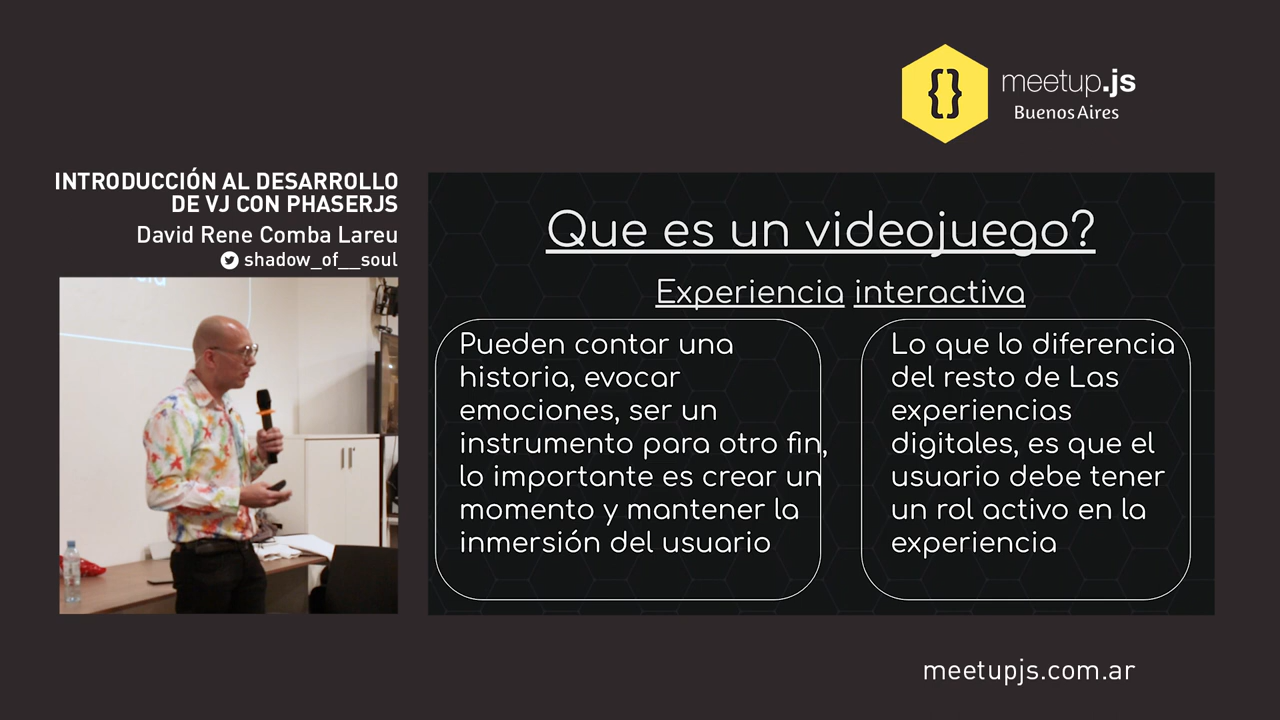 {} meetup.js
Buenos Aires
INTRODUCCIÓN AL DESARROLLO
DE VJ CON PHASERJS
David Rene Comba Lareu
shadow_of__soul
Que es un videojuego?
Experiencia interactiva
Pueden contar una
historia, evocar
emociones, ser un
instrumento para otro fin,
lo importante es crear un
momento y mantener la
inmersión del usuario
Lo que lo diferencia
del resto de Las
experiencias
digitales, es que el
usuario debe tener
un rol activo en la
experiencia
meetupjs.com.ar